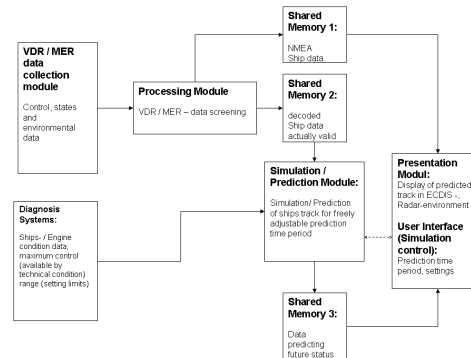 VDR / MER
data
collection
module
Control, states
and
environmental
data
Processing Module
VDR / MER – data screening
Shared
Memory 1:
NMEA
Ship data
Shared
Memory 2:
decoded
Ship data
actually valid
Simulation /
Prediction Module:
Simulation/ Prediction
of ships track for freely
adjustable prediction
time period
Presentation
Modul:
Display of predicted
track in ECDIS -,
Radar-environment
User Interface
(Simulation
control):
Prediction time
period, settings
Diagnosis
Systems:
Ships- / Engine
condition data;
maximum control
(available by
technical condition)
range (setting limits)
Shared
Memory 3:
Data
predicting
future status